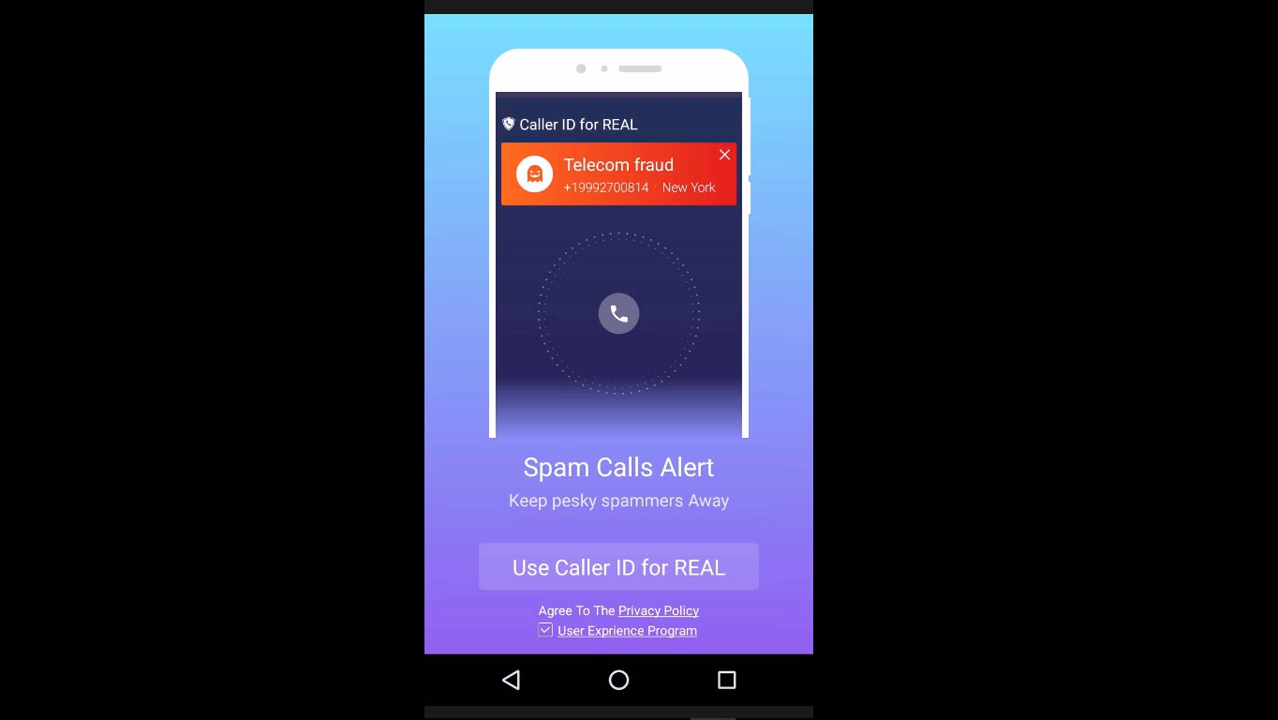 Caller ID for REAL
Telecom fraud
+19992700814 / New York
Spam Calls Alert
Keep pesky spammers Away
Use Caller ID for REAL
Agree To The Privacy Policy
User Exprience Program